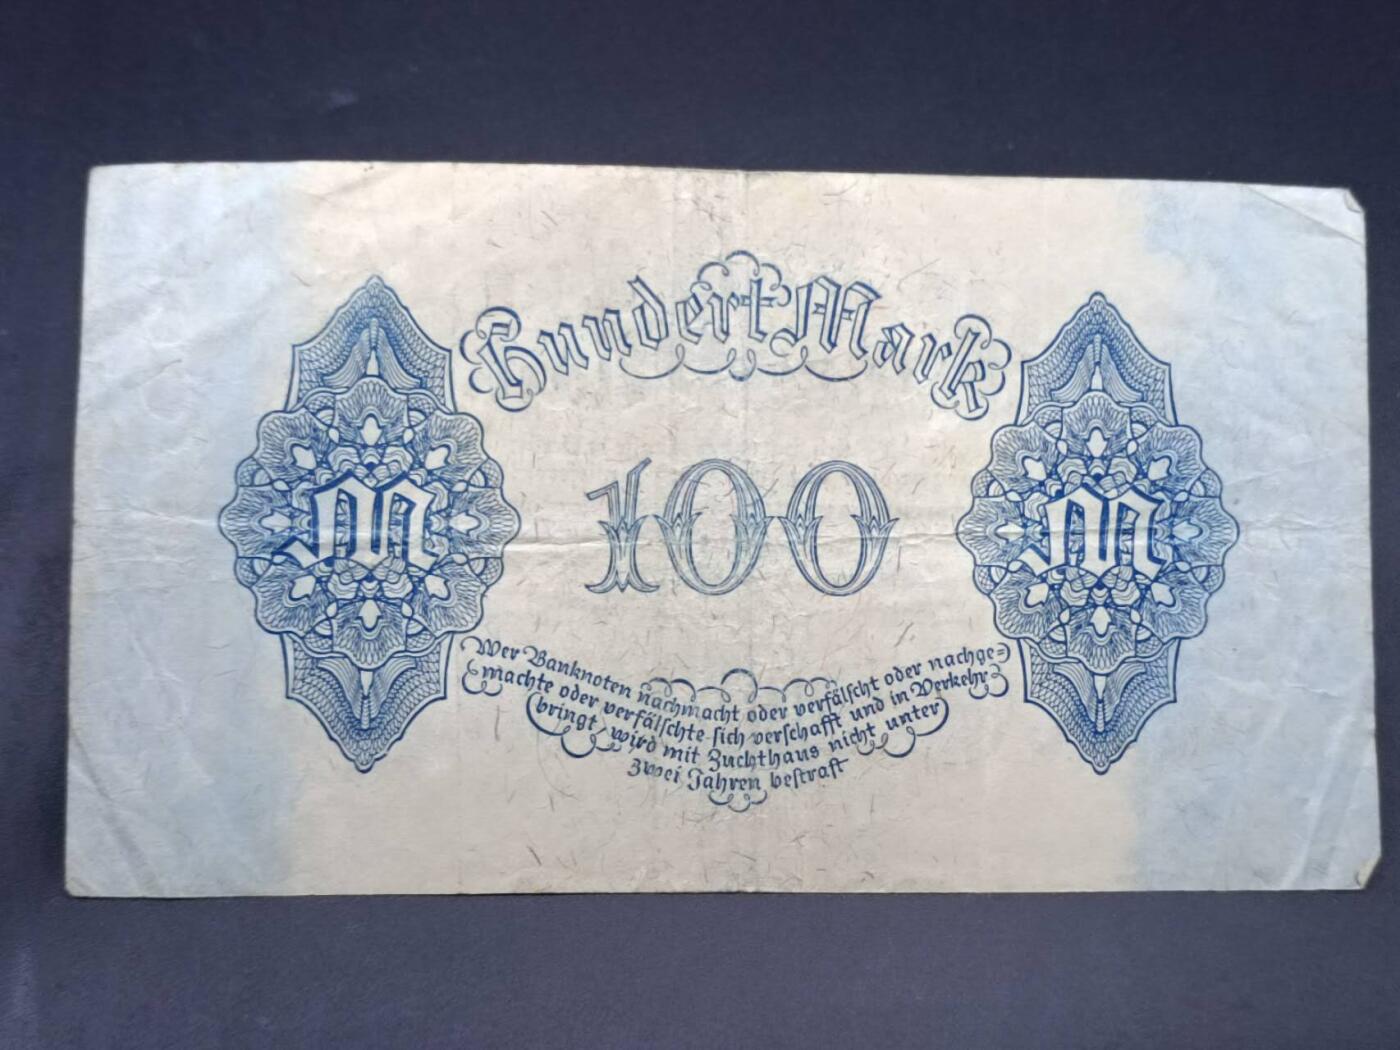 Hundert Mark
M
100
M
Wer Banknoten nachmacht oder verfälscht oder nachge=
machte oder verfälschte sich verschafft und in Verkehr
bringt, wird mit Zuchthaus nicht unter
zwei Jahren bestraft